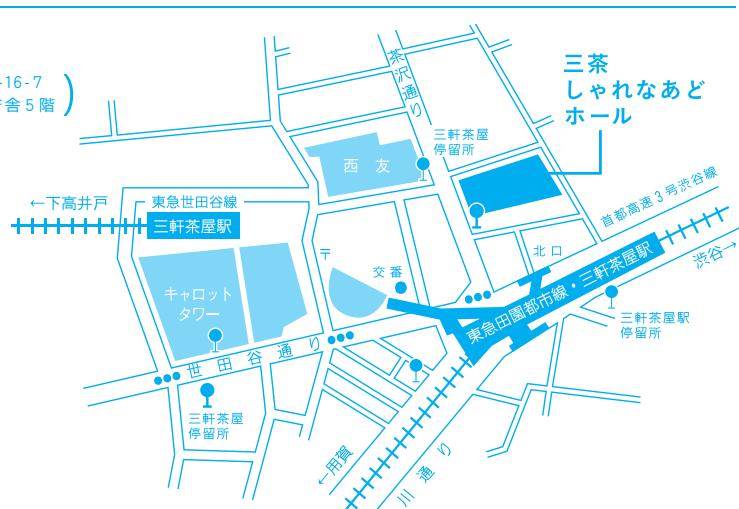 -16-7
舎5階)
三茶
しゃれなあど
ホール
茶沢通り
三軒茶屋
停留所
西友
←下高井戸
東急世田谷線
三軒茶屋駅
首都高速3号渋谷線
北口
渋谷→
〒
交番
キャロット
タワー
東急田園都市線・三軒茶屋駅
三軒茶屋駅
停留所
世田谷通り
三軒茶屋
停留所
←用賀
川通り